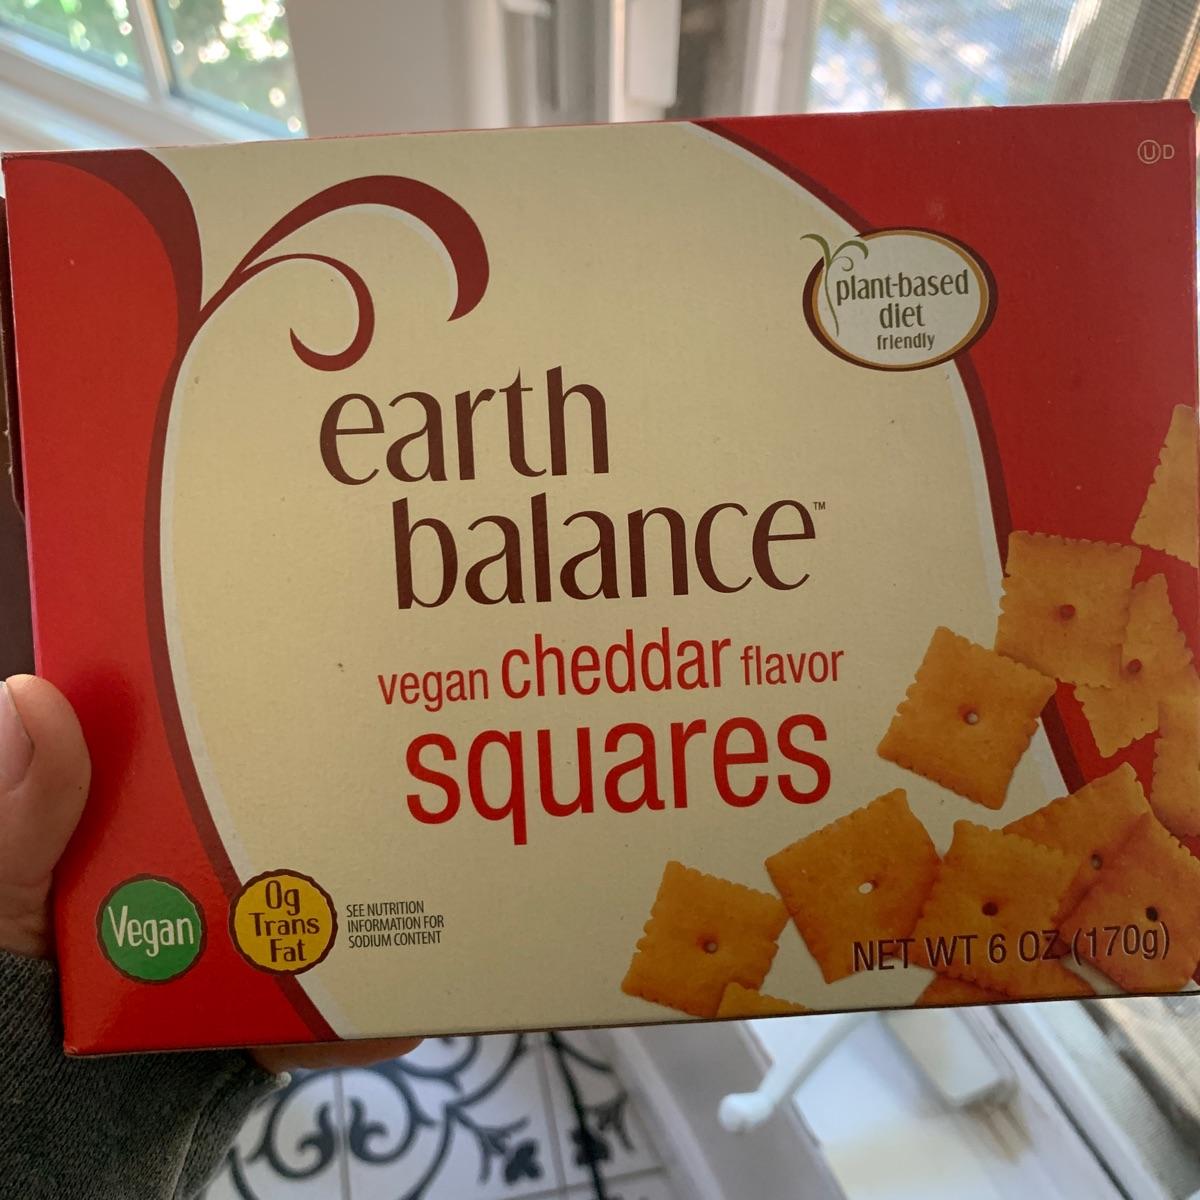 ⓊD
plant-based
diet
friendly
earth
balance™
vegan cheddar flavor
squares
Vegan
0g
Trans
Fat
SEE NUTRITION
INFORMATION FOR
SODIUM CONTENT
NET WT 6 OZ (170g)